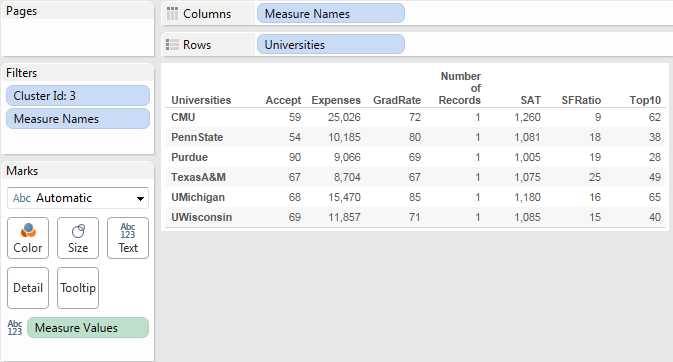 Pages
Columns Measure Names
Rows Universities
Filters
Cluster Id: 3
Measure Names
Marks
Abc Automatic
Color Size Abc 123 Text
Detail Tooltip
Abc 123 Measure Values
Universities Accept Expenses GradRate Number of Records SAT SFRatio Top10
CMU 59 25,026 72 1 1,260 9 62
PennState 54 10,185 80 1 1,081 18 38
Purdue 90 9,066 69 1 1,005 19 28
TexasA&M 67 8,704 67 1 1,075 25 49
UMichigan 68 15,470 85 1 1,180 16 65
UWisconsin 69 11,857 71 1 1,085 15 40